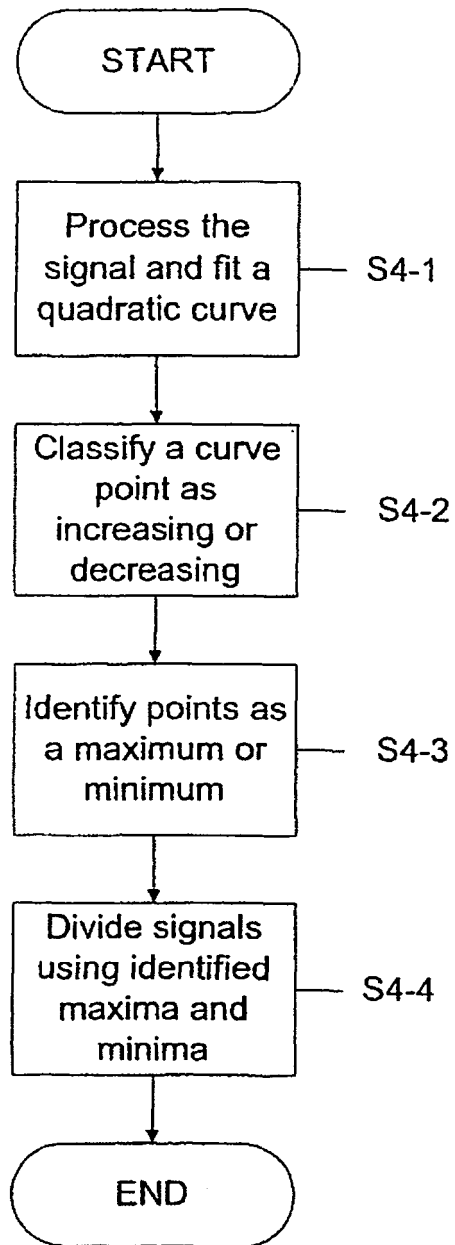 START
Process the
signal and fit a
quadratic curve
S4-1
Classify a curve
point as
increasing or
decreasing
S4-2
Identify points as
a maximum or
minimum
S4-3
Divide signals
using identified
maxima and
minima
S4-4
END